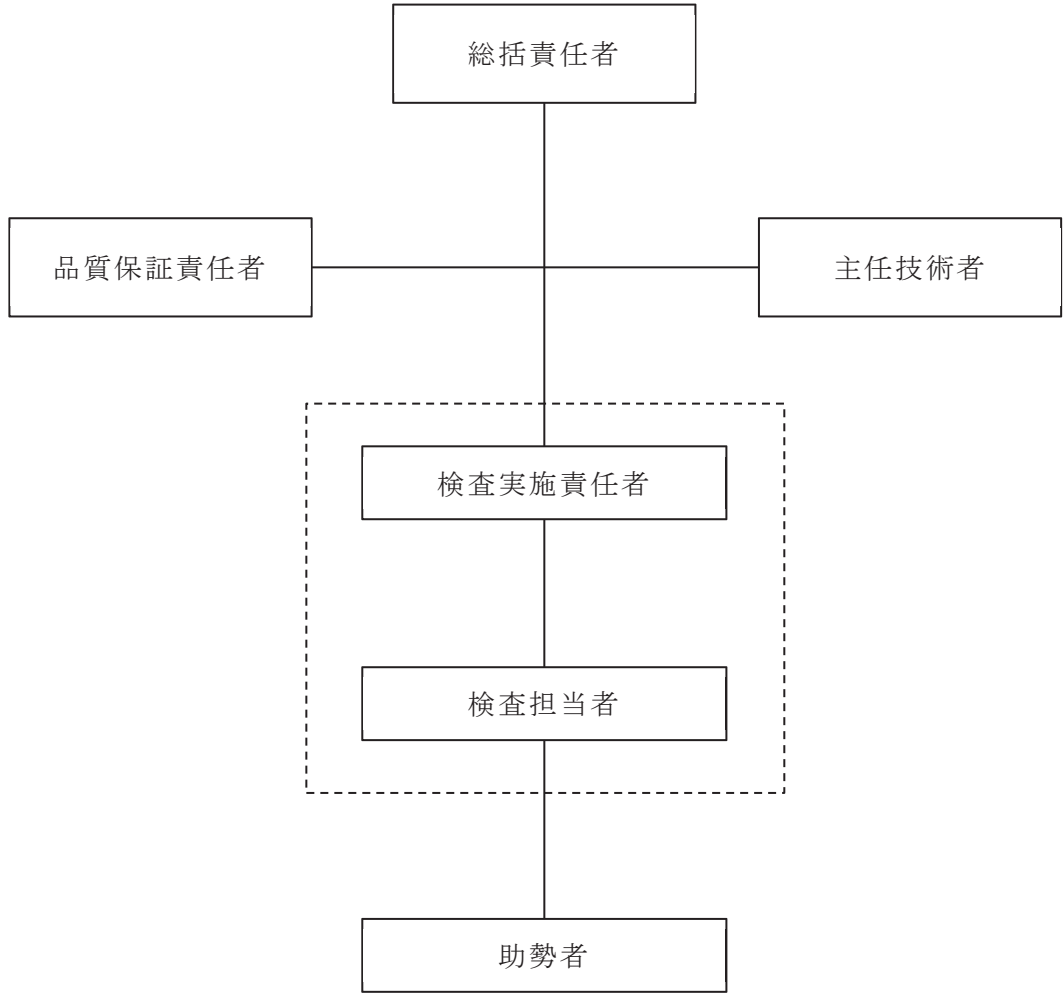 総括責任者
品質保証責任者
主任技術者
検査実施責任者
検査担当者
助勢者